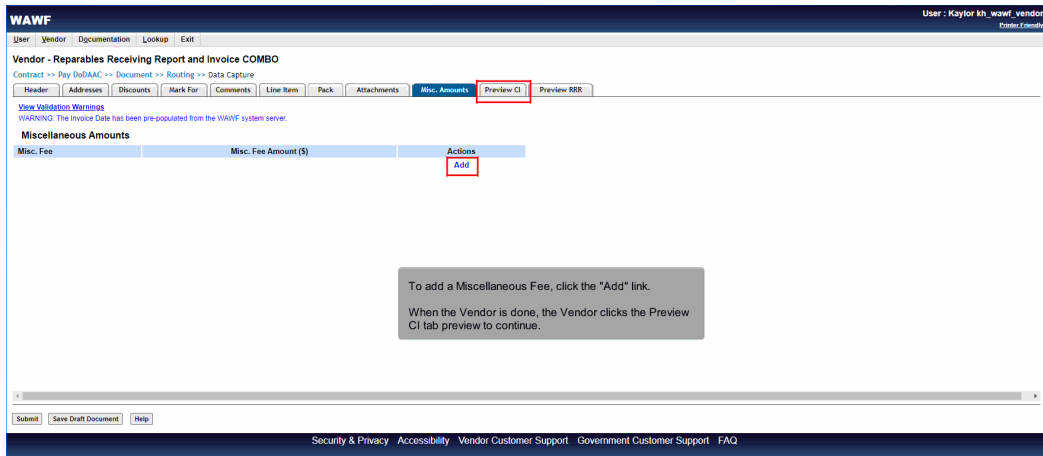 WAWF
User : Kaylor kh_wawf_vendor
Printer Friendly
User Vendor Documentation Lookup Exit
Vendor - Reparables Receiving Report and Invoice COMBO
Contract >> Pay DoDAAC >> Document >> Routing >> Data Capture
Header Addresses Discounts Mark For Comments Line Item Pack Attachments Misc. Amounts Preview CI Preview RRR
View Validation Warnings
WARNING: The Invoice Date has been pre-populated from the WAWF system server.
Miscellaneous Amounts
Misc. Fee Misc. Fee Amount ($) Actions
Add
To add a Miscellaneous Fee, click the "Add" link.
When the Vendor is done, the Vendor clicks the Preview
CI tab preview to continue.
Submit Save Draft Document Help
Security & Privacy Accessibility Vendor Customer Support Government Customer Support FAQ